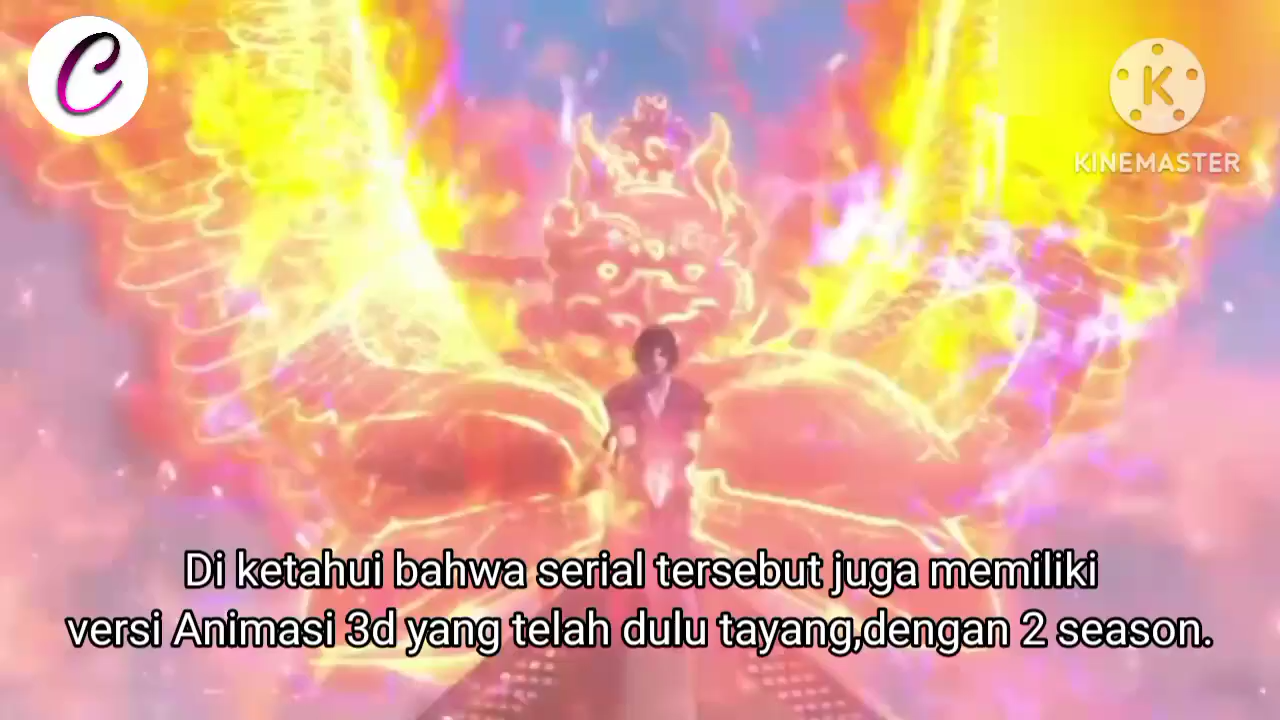 C
K
KINEMASTER
Di ketahui bahwa serial tersebut juga memiliki
versi Animasi 3d yang telah dulu tayang,dengan 2 season.